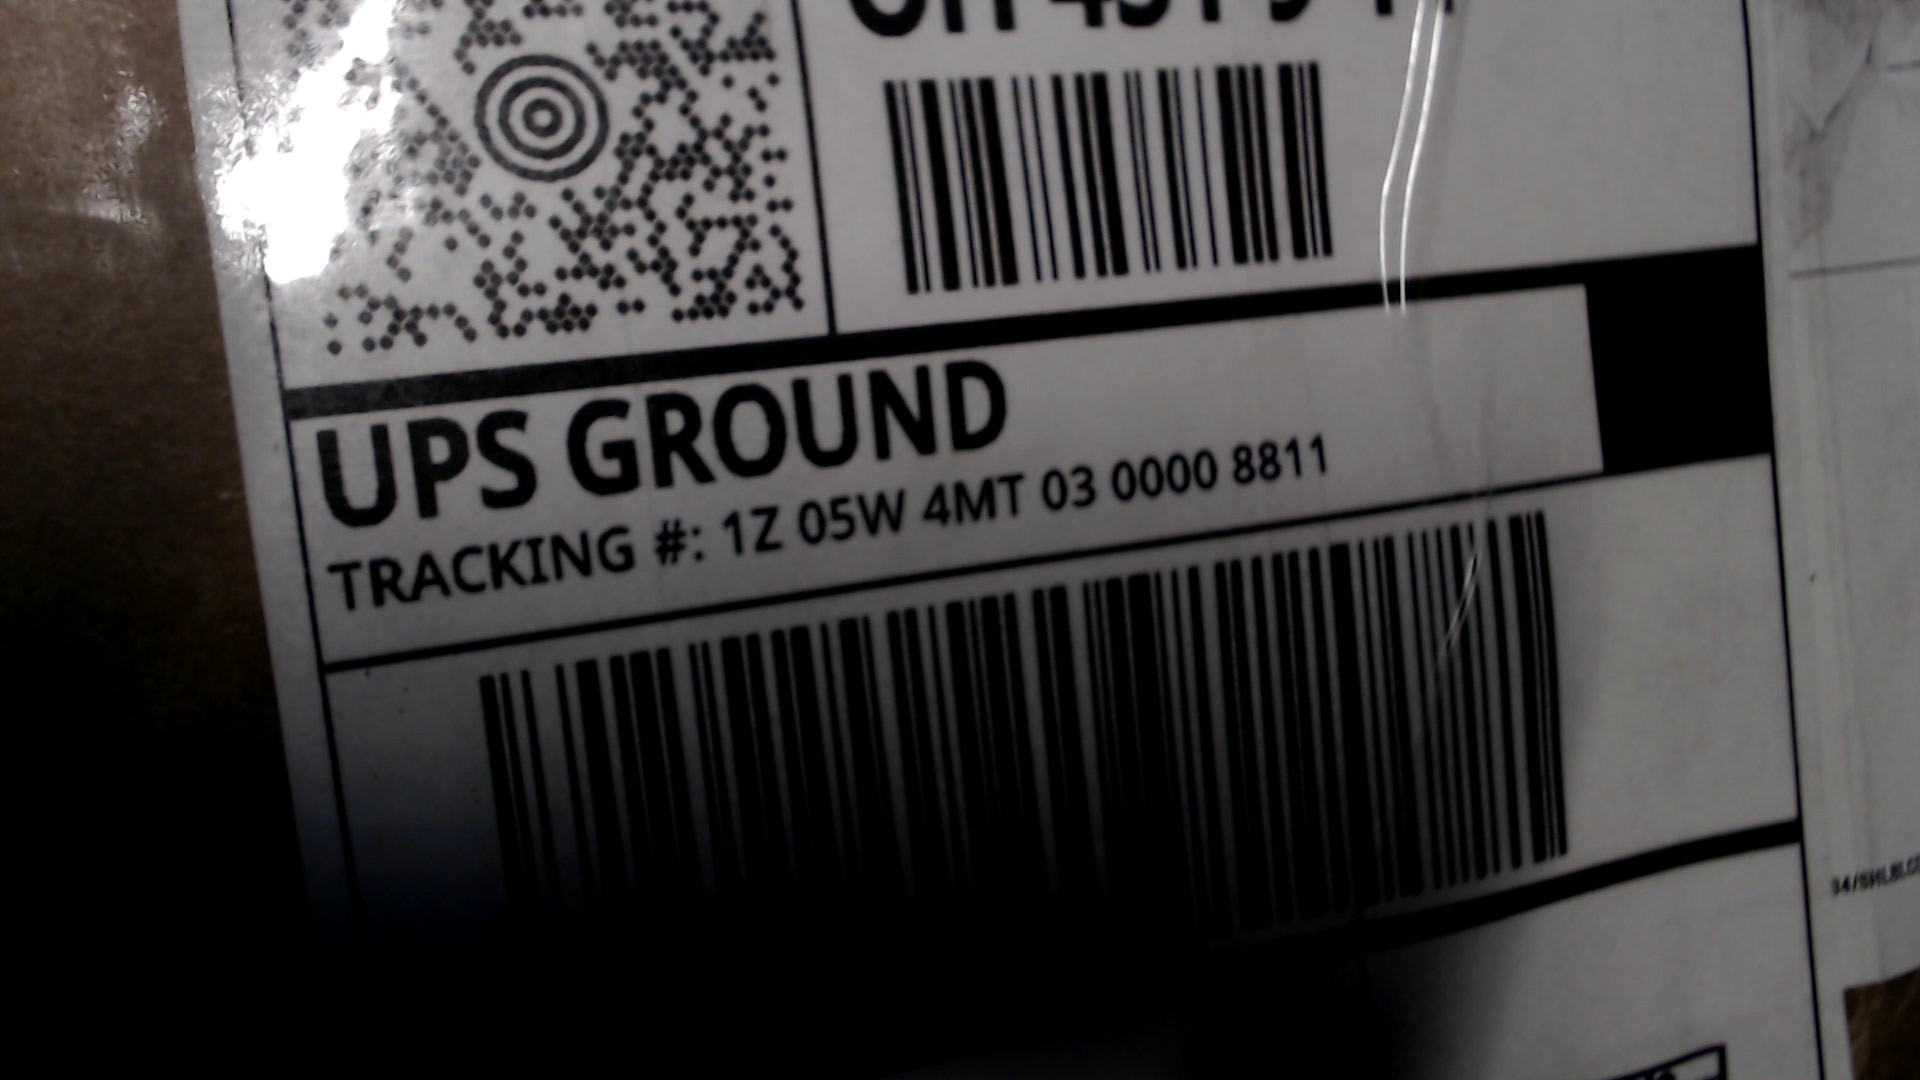 UPS GROUND
TRACKING #: 1Z 05W 4MT 03 0000 8811